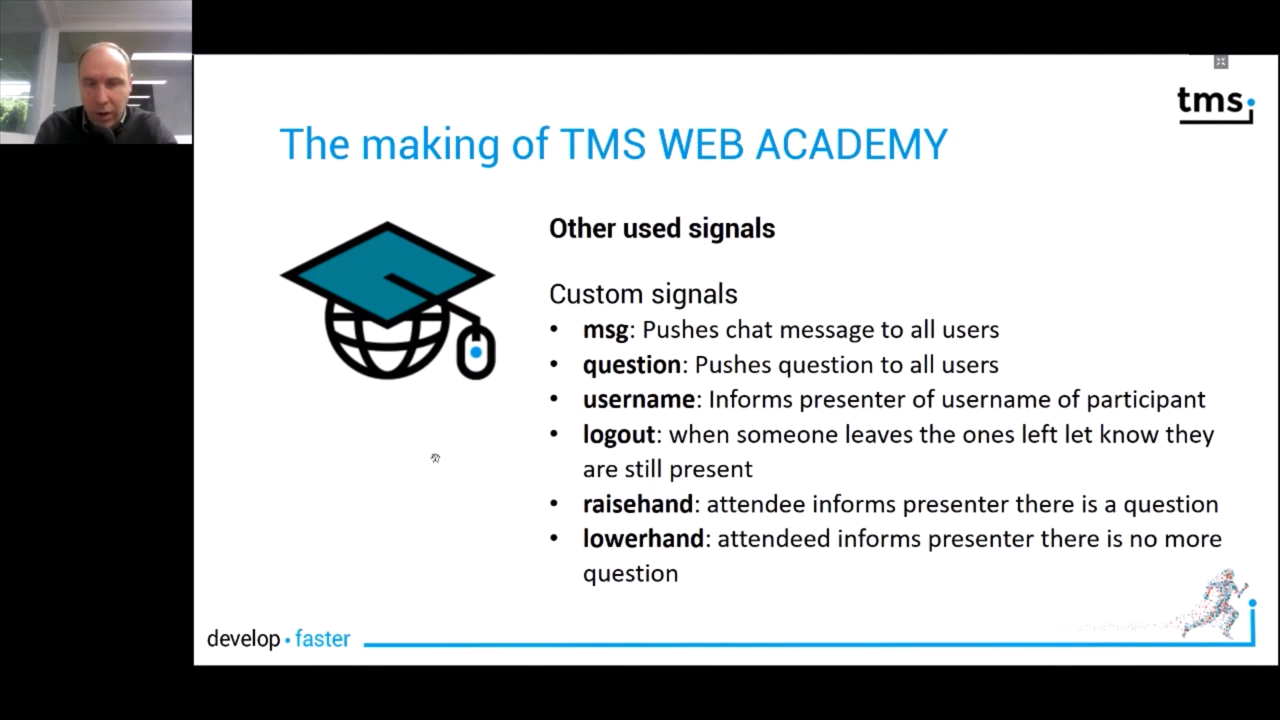 tms
The making of TMS WEB ACADEMY
Other used signals
Custom signals
• msg: Pushes chat message to all users
• question: Pushes question to all users
• username: Informs presenter of username of participant
• logout: when someone leaves the ones left let know they
are still present
• raisehand: attendee informs presenter there is a question
• lowerhand: attendeed informs presenter there is no more
question
develop • faster